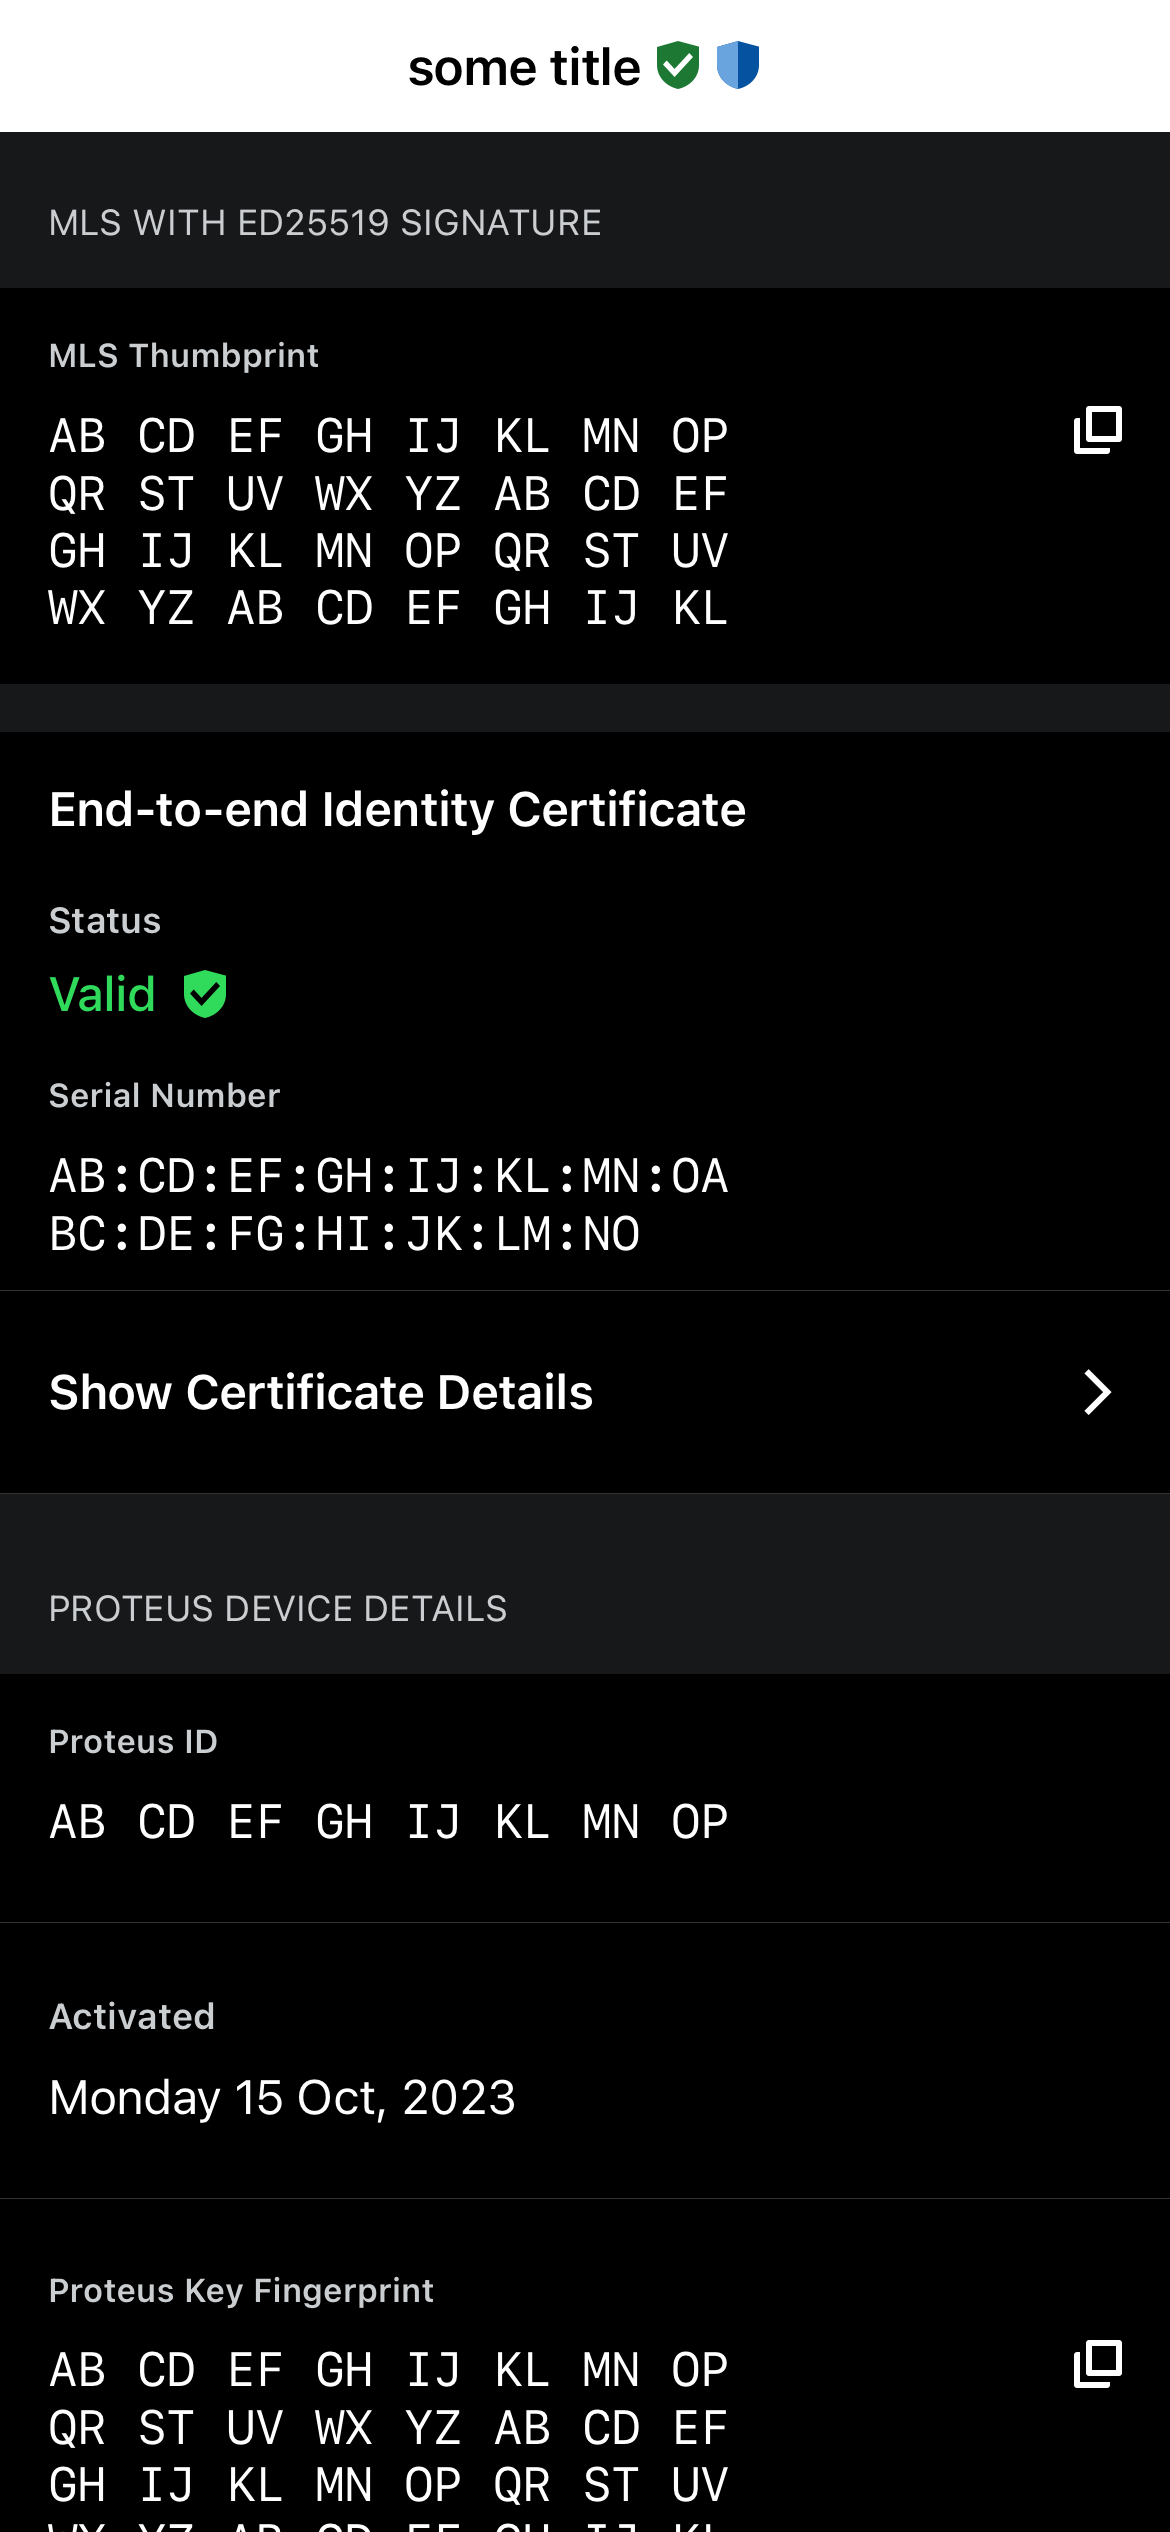 some title
MLS WITH ED25519 SIGNATURE
MLS Thumbprint
AB CD EF GH IJ KL MN OP
QR ST UV WX YZ AB CD EF
GH IJ KL MN OP QR ST UV
WX YZ AB CD EF GH IJ KL
End-to-end Identity Certificate
Status
Valid
Serial Number
AB:CD:EF:GH:IJ:KL:MN:OA
BC:DE:FG:HI:JK:LM:NO
Show Certificate Details
PROTEUS DEVICE DETAILS
Proteus ID
AB CD EF GH IJ KL MN OP
Activated
Monday 15 Oct, 2023
Proteus Key Fingerprint
AB CD EF GH IJ KL MN OP
QR ST UV WX YZ AB CD EF
GH IJ KL MN OP QR ST UV